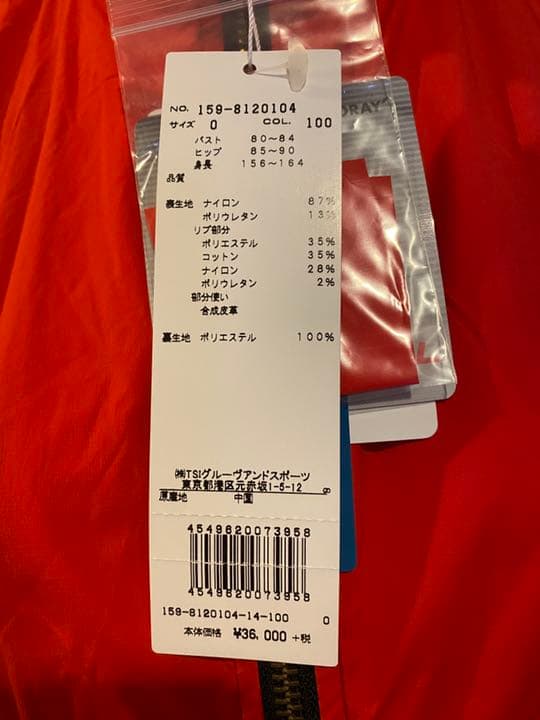 NO. 159-8120104
サイズ 0 COL. 100
バスト 80~84
ヒップ 85~90
身長 156~164
品質
表生地 ナイロン 87%
ポリウレタン 13%
リブ部分
ポリエステル 35%
コットン 35%
ナイロン 28%
ポリウレタン 2%
部分使い
合成皮革
裏生地 ポリエステル 100%
㈱TSIグルーヴアンドスポーツ
東京都港区元赤坂1-5-12 8
原産地 中国
4549620073958
4549620073958
159-8120104-14-100 0
本体価格 ¥36,000 +税
ORAY
L.